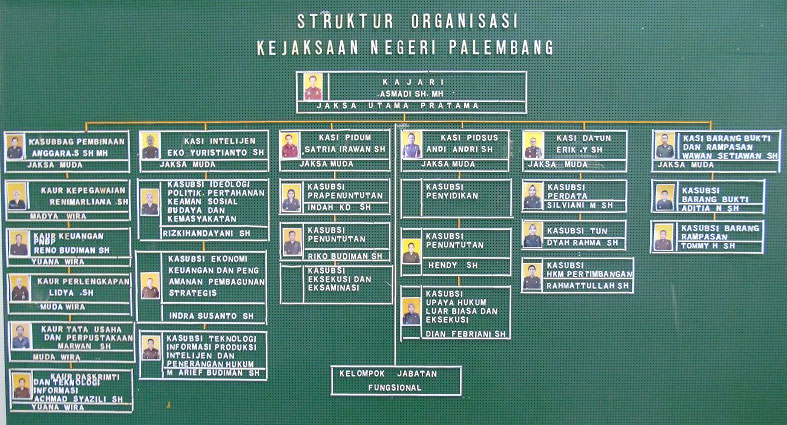 STRUKTUR ORGANISASI
KEJAKSAAN NEGERI PALEMBANG
KAJARI
ASMADI SH. MH
JAKSA UTAMA PRATAMA
KASUBBAG PEMBINAAN
ANGGARA.S SH MH
JAKSA MUDA
KAUR KEPEGAWAIAN
RENIMARLIANA .SH
MADYA WIRA
KAUR KEUANGAN
PNBP
RENO BUDIMAN SH
YUANA WIRA
KAUR PERLENGKAPAN
LIDYA .SH
MUDA WIRA
KAUR TATA USAHA
DAN PERPUSTAKAAN
MARWAN SH
MUDA WIRA
KAUR DASKRIMTI
DAN TEKNOLOGI
INFORMASI
ACHMAD SYAZILI SH
YUANA WIRA
KASI INTELIJEN
EKO YURISTIANTO SH
JAKSA MUDA
KASUBSI IDEOLOGI
POLITIK. PERTAHANAN
KEAMAN SOSIAL
BUDAYA DAN
KEMASYAKATAN
RIZKIHANDAYANI SH
KASUBSI EKONOMI
KEUANGAN DAN PENG
AMANAN PEMBAGUNAN
STRATEGIS
INDRA SUSANTO SH
KASUBSI TEKNOLOGI
INFORMASI PRODUKSI
INTELIJEN DAN
PENERANGAN HUKUM
M ARIEF BUDIMAN SH
KASI PIDUM
SATRIA IRAWAN SH
JAKSA MUDA
KASUBSI
PRAPENUNTUTAN
INDAH KD SH
KASUBSI
PENUNTUTAN
RIKO BUDIMAN SH
KASUBSI
EKSEKUSI DAN
EKSAMINASI
KASI PIDSUS
ANDI ANDRI SH
JAKSA MUDA
KASUBSI
PENYIDIKAN
KASUBSI
PENUNTUTAN
HENDY SH
KASUBSI
UPAYA HUKUM
LUAR BIASA DAN
EKSEKUSI
DIAN FEBRIANI SH
KASI DATUN
ERIK .Y SH
JAKSA MUDA
KASUBSI
PERDATA
SILVIANI M SH
KASUBSI TUN
DYAH RAHMA SH
KASUBSI
HKM PERTIMBANGAN
RAHMATTULLAH SH
KASI BARANG BUKTI
DAN RAMPASAN
WAWAN SETIAWAN SH
JAKSA MUDA
KASUBSI
BARANG BUKTI
ADITIA N SH
KASUBSI BARANG
RAMPASAN
TOMMY H SH
KELOMPOK JABATAN
FUNGSIONAL